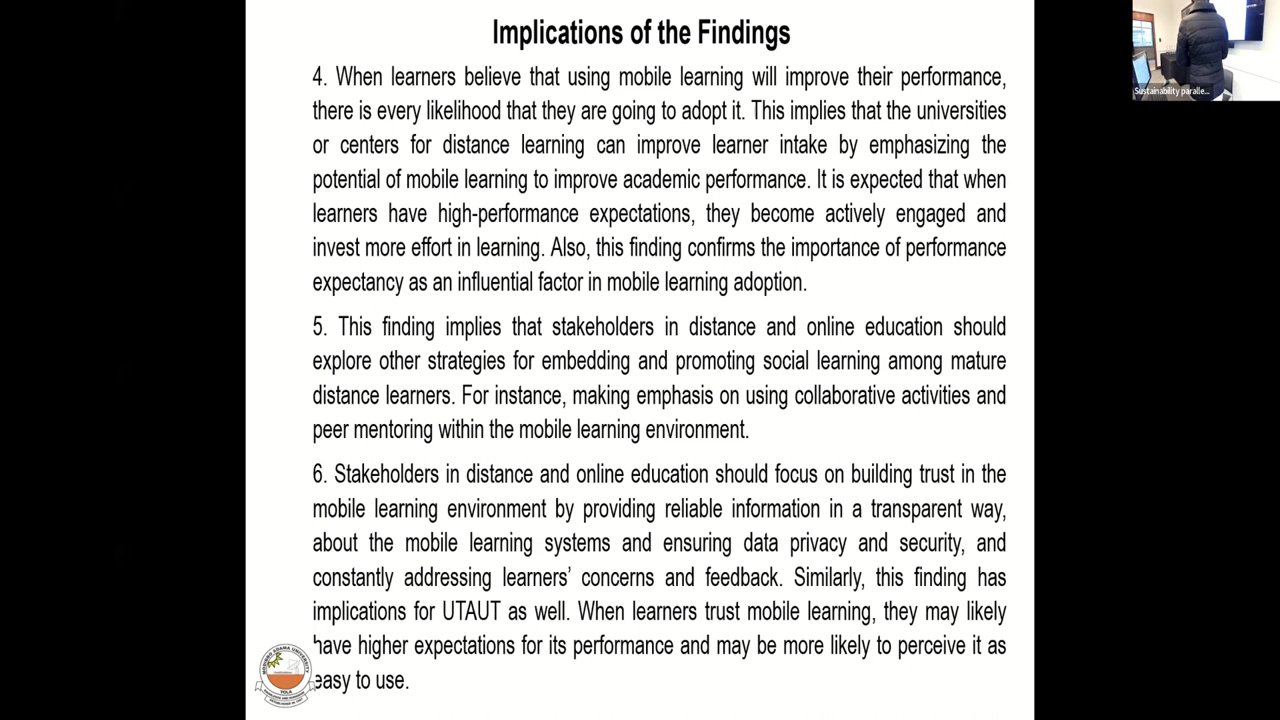 Implications of the Findings
4. When learners believe that using mobile learning will improve their performance,
there is every likelihood that they are going to adopt it. This implies that the universities
or centers for distance learning can improve learner intake by emphasizing the
potential of mobile learning to improve academic performance. It is expected that when
learners have high-performance expectations, they become actively engaged and
invest more effort in learning. Also, this finding confirms the importance of performance
expectancy as an influential factor in mobile learning adoption.
5. This finding implies that stakeholders in distance and online education should
explore other strategies for embedding and promoting social learning among mature
distance learners. For instance, making emphasis on using collaborative activities and
peer mentoring within the mobile learning environment.
6. Stakeholders in distance and online education should focus on building trust in the
mobile learning environment by providing reliable information in a transparent way,
about the mobile learning systems and ensuring data privacy and security, and
constantly addressing learners’ concerns and feedback. Similarly, this finding has
implications for UTAUT as well. When learners trust mobile learning, they may likely
have higher expectations for its performance and may be more likely to perceive it as
easy to use.
Sustainability paralle...
MODIBBO ADAMA UNIVERSITY
YOLA